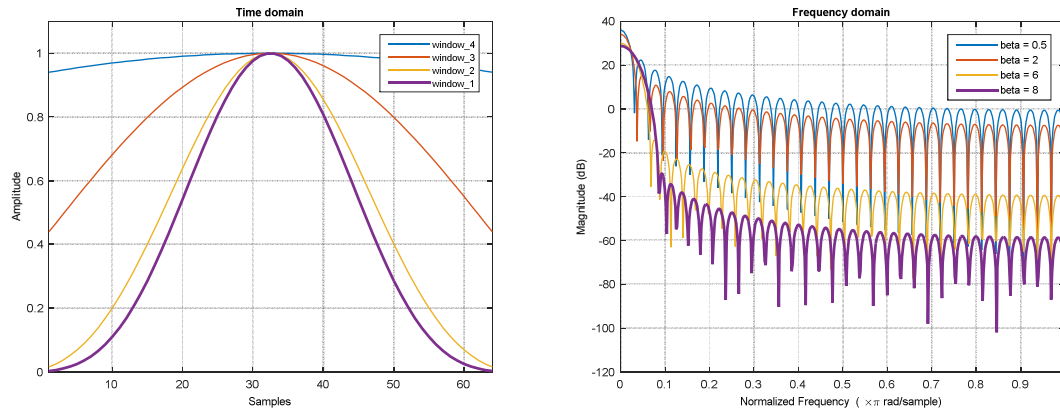 Time domain
Amplitude
1
0.8
0.6
0.4
0.2
0
10
20
30
40
50
60
Samples
window_4
window_3
window_2
window_1
Frequency domain
Magnitude (dB)
40
20
0
-20
-40
-60
-80
-100
-120
0
0.1
0.2
0.3
0.4
0.5
0.6
0.7
0.8
0.9
Normalized Frequency (×π rad/sample)
beta = 0.5
beta = 2
beta = 6
beta = 8